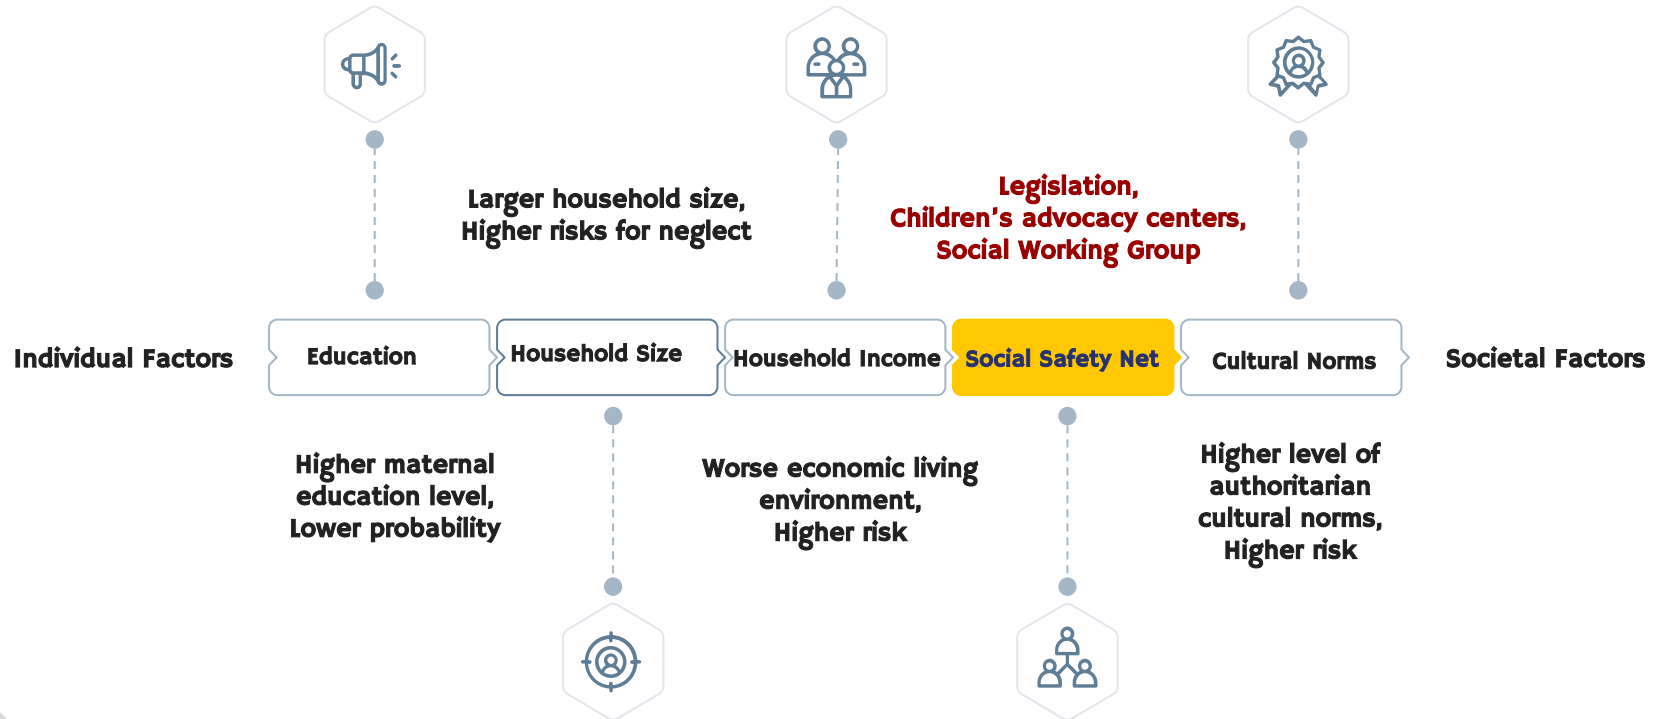 Larger household size,
Higher risks for neglect
Legislation,
Children's advocacy centers,
Social Working Group
Individual Factors
Education
Household Size
Household Income
Social Safety Net
Cultural Norms
Societal Factors
Higher maternal
education level,
Lower probability
Worse economic living
environment,
Higher risk
Higher level of
authoritarian
cultural norms,
Higher risk